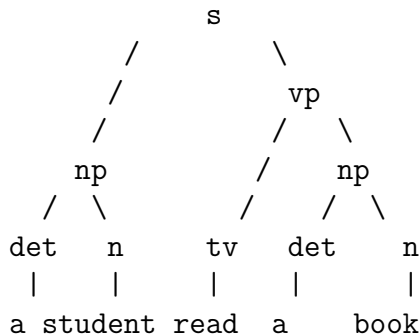 s
vp
np np
det n tv det n
a student read a book